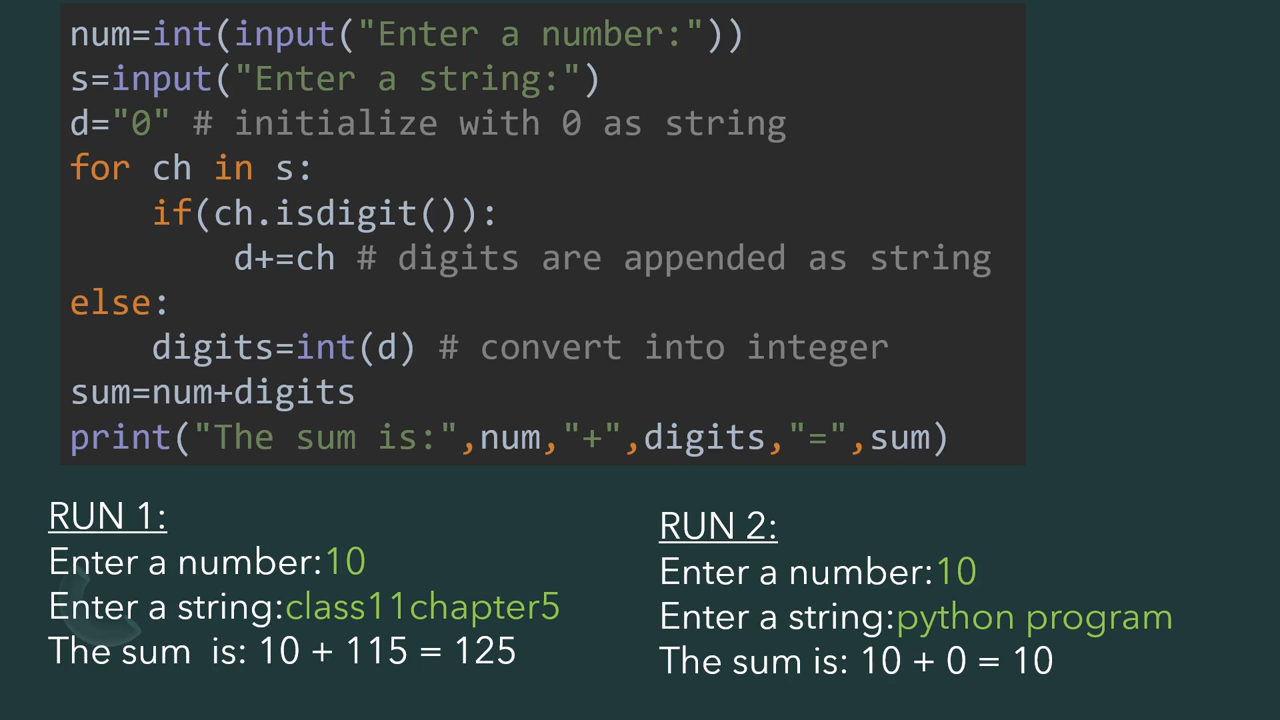 num=int(input("Enter a number:"))
s=input("Enter a string:")
d="0" # initialize with 0 as string
for ch in s:
    if(ch.isdigit()):
        d+=ch # digits are appended as string
else:
    digits=int(d) # convert into integer
sum=num+digits
print("The sum is:",num,"+",digits,"=",sum)
RUN 1:
Enter a number:10
Enter a string:class11chapter5
The sum  is: 10 + 115 = 125
RUN 2:
Enter a number:10
Enter a string:python program
The sum is: 10 + 0 = 10